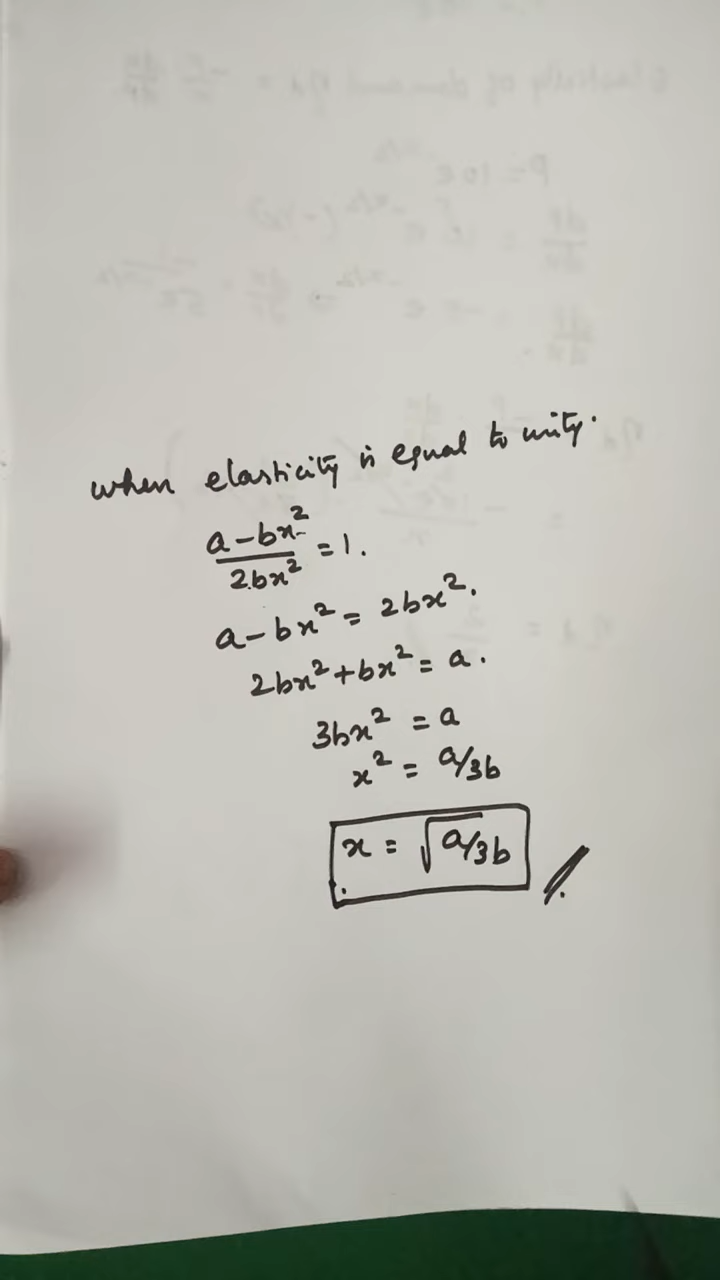 when elasticity is equal to unity.
a-bx²/2bx² = 1.
a-bx² = 2bx².
2bx²+bx² = a.
3bx² = a
x² = a/3b
x = √a/3b